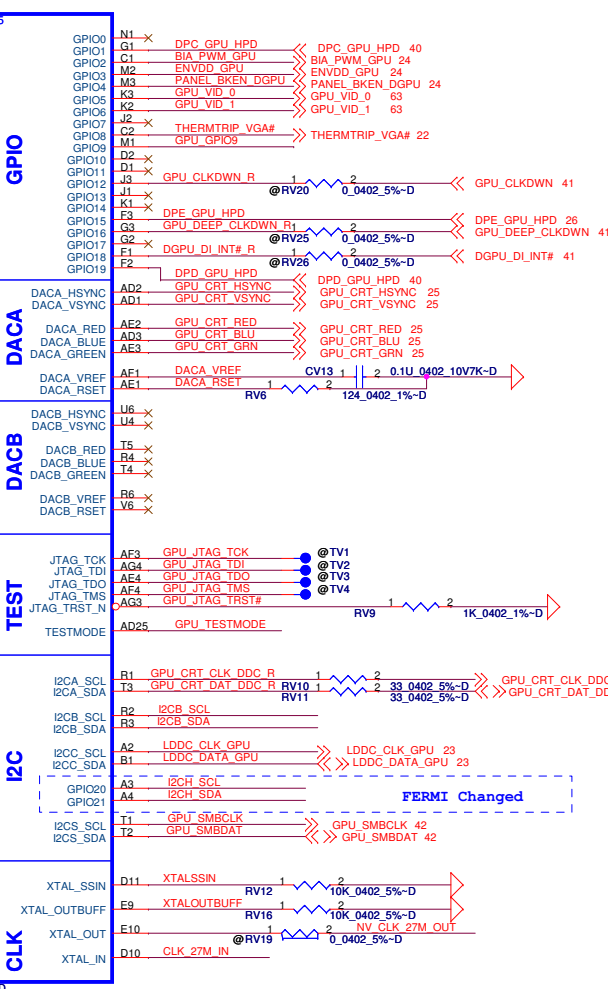 GPIO
GPIO0 N1
GPIO1 G1 DPC_GPU_HPD DPC_GPU_HPD 40
GPIO2 C1 BIA_PWM_GPU BIA_PWM_GPU 24
GPIO3 M2 ENVDD_GPU ENVDD_GPU 24
GPIO4 M3 PANEL_BKEN_DGPU PANEL_BKEN_DGPU 24
GPIO5 K3 GPU_VID_0 GPU_VID_0 63
GPIO6 K2 GPU_VID_1 GPU_VID_1 63
GPIO7 J2
GPIO8 C2 THERMTRIP_VGA# THERMTRIP_VGA# 22
GPIO9 M1 GPU_GPIO9
GPIO10 D2
GPIO11 D1
GPIO12 J3 GPU_CLKDWN_R 1 2 GPU_CLKDWN 41
@RV20 0_0402_5%~D
GPIO13 J1
GPIO14 K1
GPIO15 F3 DPE_GPU_HPD DPE_GPU_HPD 26
GPIO16 G3 GPU_DEEP_CLKDWN_R 1 2 GPU_DEEP_CLKDWN 41
@RV25 0_0402_5%~D
GPIO17 G2
GPIO18 F1 DGPU_DI_INT#_R 1 2 DGPU_DI_INT# 41
@RV26 0_0402_5%~D
GPIO19 F2 DPD_GPU_HPD DPD_GPU_HPD 40
DACA
DACA_HSYNC AD2 GPU_CRT_HSYNC GPU_CRT_HSYNC 25
DACA_VSYNC AD1 GPU_CRT_VSYNC GPU_CRT_VSYNC 25
DACA_RED AE2 GPU_CRT_RED GPU_CRT_RED 25
DACA_BLUE AD3 GPU_CRT_BLU GPU_CRT_BLU 25
DACA_GREEN AE3 GPU_CRT_GRN GPU_CRT_GRN 25
DACA_VREF AF1 DACA_VREF CV13 1 2 0.1U_0402_10V7K~D
DACA_RSET AE1 DACA_RSET 1 2
RV6 124_0402_1%~D
DACB
DACB_HSYNC U6
DACB_VSYNC U4
DACB_RED T5
DACB_BLUE R4
DACB_GREEN T4
DACB_VREF R6
DACB_RSET V6
TEST
JTAG_TCK AF3 GPU_JTAG_TCK @TV1
JTAG_TDI AG4 GPU_JTAG_TDI @TV2
JTAG_TDO AE4 GPU_JTAG_TDO @TV3
JTAG_TMS AF4 GPU_JTAG_TMS @TV4
JTAG_TRST_N AG3 GPU_JTAG_TRST# 1 2
RV9 1K_0402_1%~D
TESTMODE AD25 GPU_TESTMODE
I2C
I2CA_SCL R1 GPU_CRT_CLK_DDC_R 1 2 GPU_CRT_CLK_DDC
RV10 33_0402_5%~D
I2CA_SDA T3 GPU_CRT_DAT_DDC_R 1 2 GPU_CRT_DAT_DD
RV11 33_0402_5%~D
I2CB_SCL R2 I2CB_SCL
I2CB_SDA R3 I2CB_SDA
I2CC_SCL A2 LDDC_CLK_GPU LDDC_CLK_GPU 23
I2CC_SDA B1 LDDC_DATA_GPU LDDC_DATA_GPU 23
GPIO20 A3 I2CH_SCL
GPIO21 A4 I2CH_SDA FERMI Changed
I2CS_SCL T1 GPU_SMBCLK GPU_SMBCLK 42
I2CS_SDA T2 GPU_SMBDAT GPU_SMBDAT 42
CLK
XTAL_SSIN D11 XTALSSIN 1 2
RV12 10K_0402_5%~D
XTAL_OUTBUFF E9 XTALOUTBUFF 1 2
RV16 10K_0402_5%~D
XTAL_OUT E10 1 2 NV_CLK_27M_OUT
@RV19 0_0402_5%~D
XTAL_IN D10 CLK_27M_IN